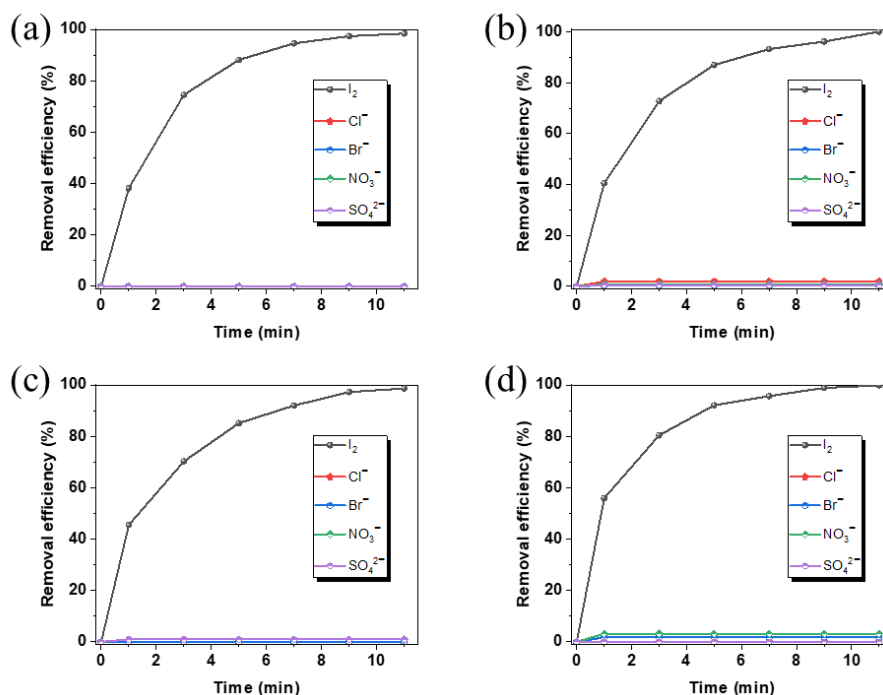 (a)
Removal efficiency (%)
100
80
60
40
20
0
I₂
Cl⁻
Br⁻
NO₃⁻
SO₄²⁻
0 2 4 6 8 10
Time (min)
(b)
Removal efficiency (%)
100
80
60
40
20
0
I₂
Cl⁻
Br⁻
NO₃⁻
SO₄²⁻
0 2 4 6 8 10
Time (min)
(c)
Removal efficiency (%)
100
80
60
40
20
0
I₂
Cl⁻
Br⁻
NO₃⁻
SO₄²⁻
0 2 4 6 8 10
Time (min)
(d)
Removal efficiency (%)
100
80
60
40
20
0
I₂
Cl⁻
Br⁻
NO₃⁻
SO₄²⁻
0 2 4 6 8 10
Time (min)